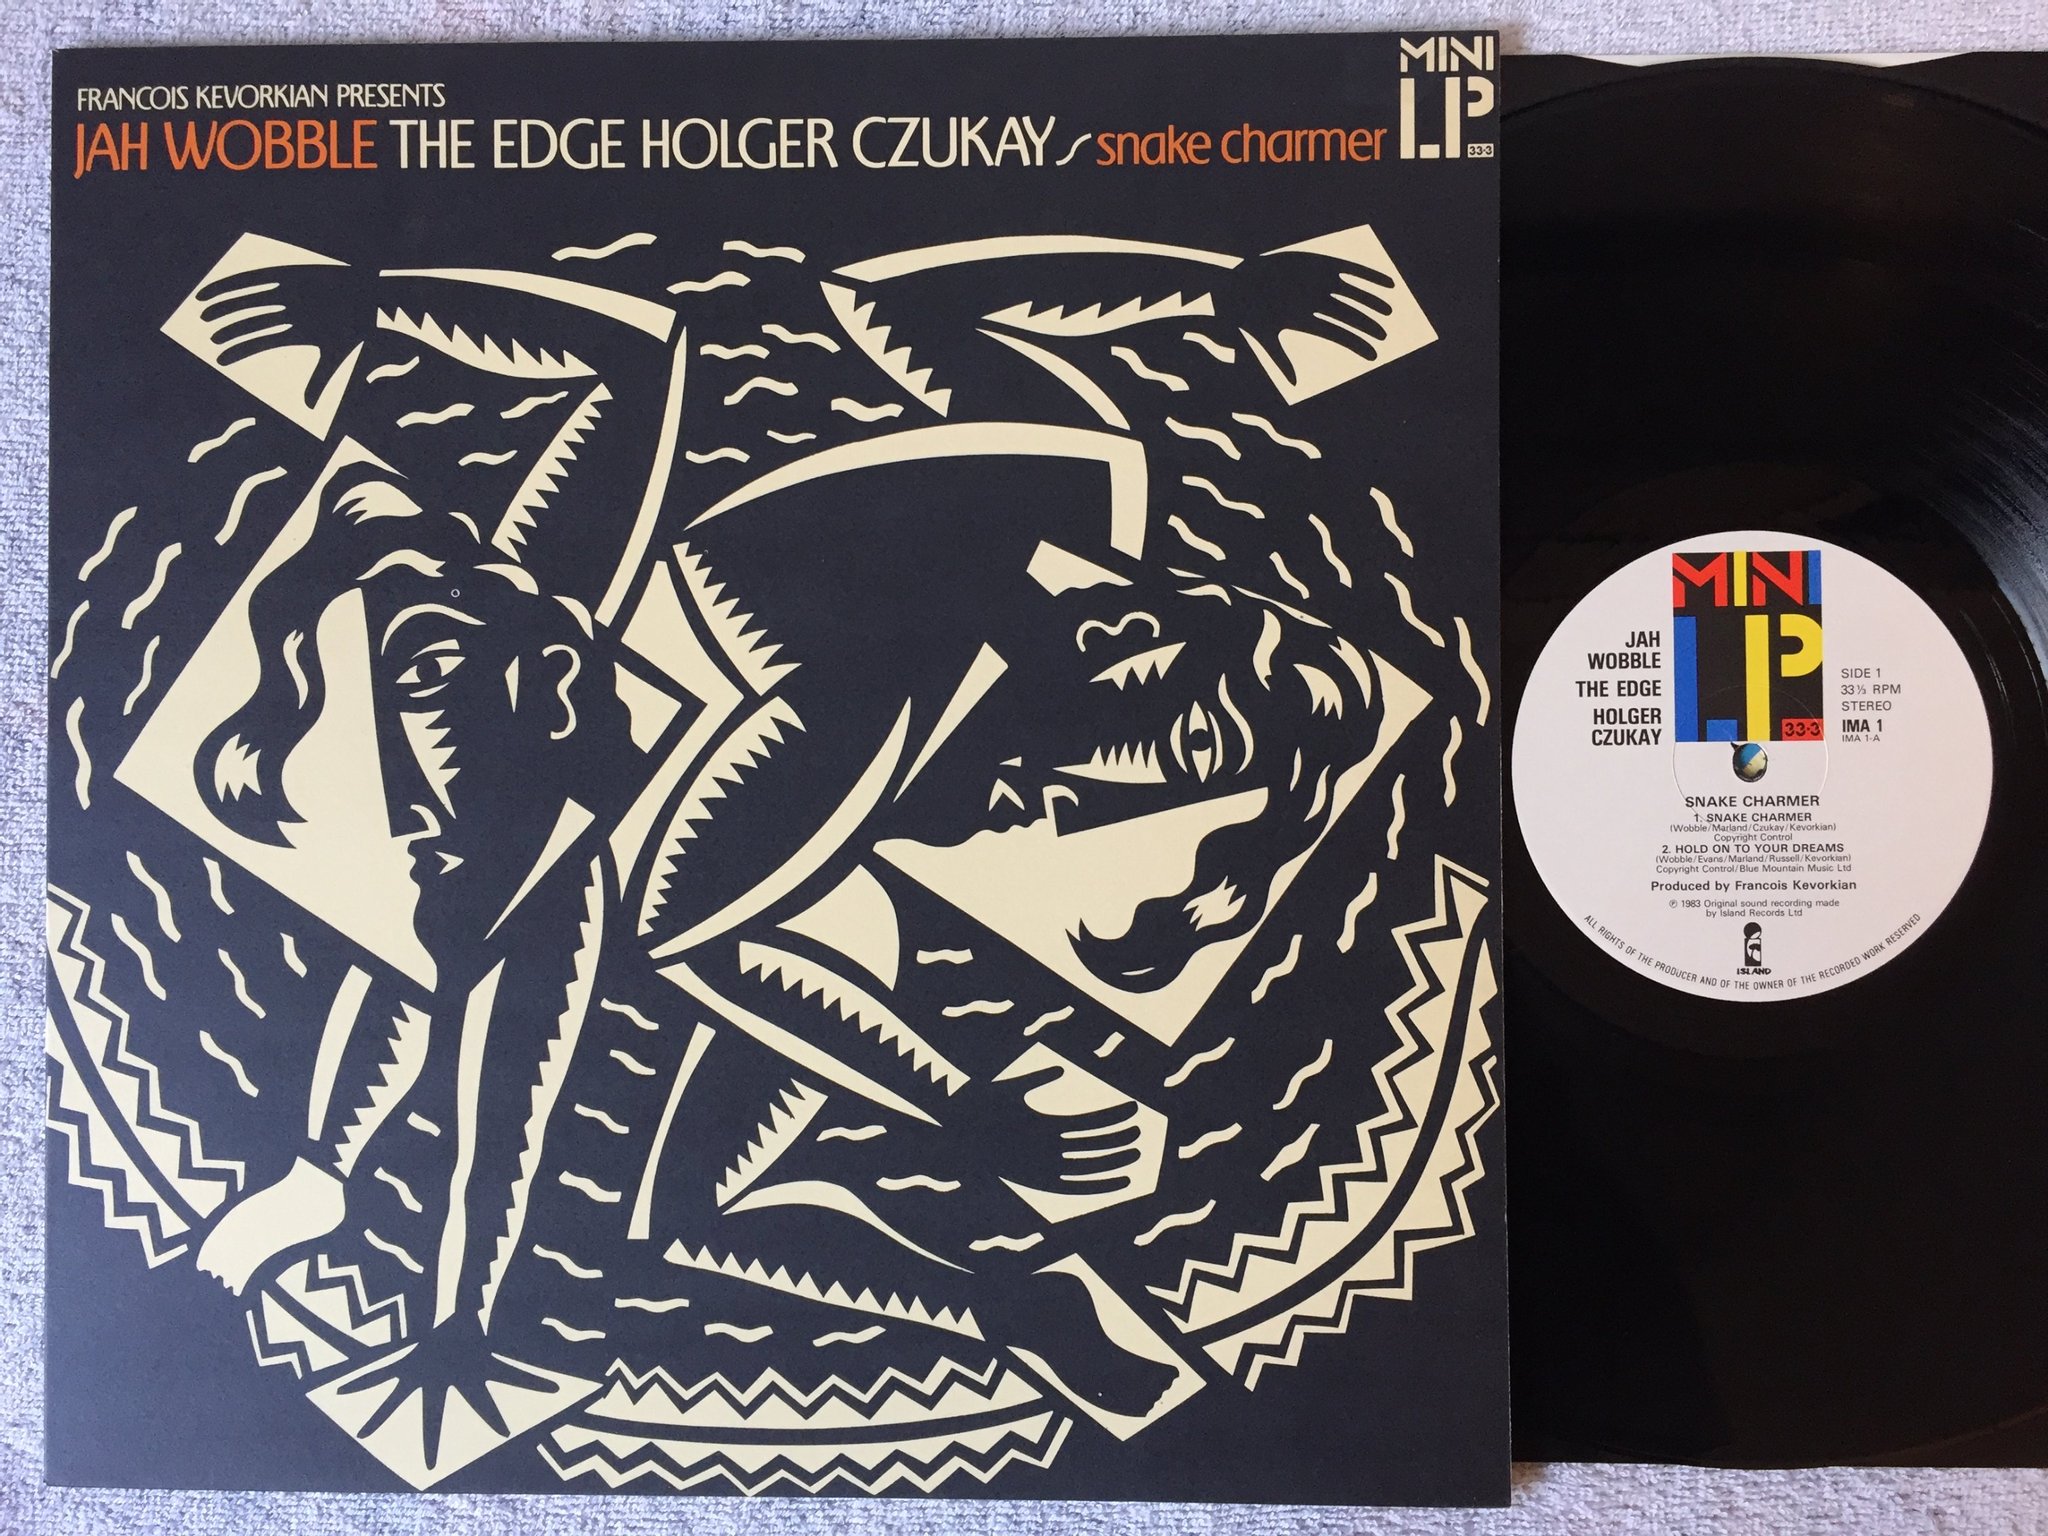 FRANCOIS KEVORKIAN PRESENTS
JAH WOBBLE THE EDGE HOLGER CZUKAY ~ snake charmer
MINI
LP
33·3
MINI
LP
33·3
JAH
WOBBLE
THE EDGE
HOLGER
CZUKAY
SIDE 1
33⅓ RPM
STEREO
IMA 1
IMA 1-A
SNAKE CHARMER
1. SNAKE CHARMER
(Wobble/Marland/Czukay/Kevorkian)
Copyright Control
2. HOLD ON TO YOUR DREAMS
(Wobble/Evans/Marland/Russell/Kevorkian)
Copyright Control/Blue Mountain Music Ltd
Produced by Francois Kevorkian
℗ 1983 Original sound recording made
by Island Records Ltd
ISLAND
ALL RIGHTS OF THE PRODUCER AND OF THE OWNER OF THE RECORDED WORK RESERVED